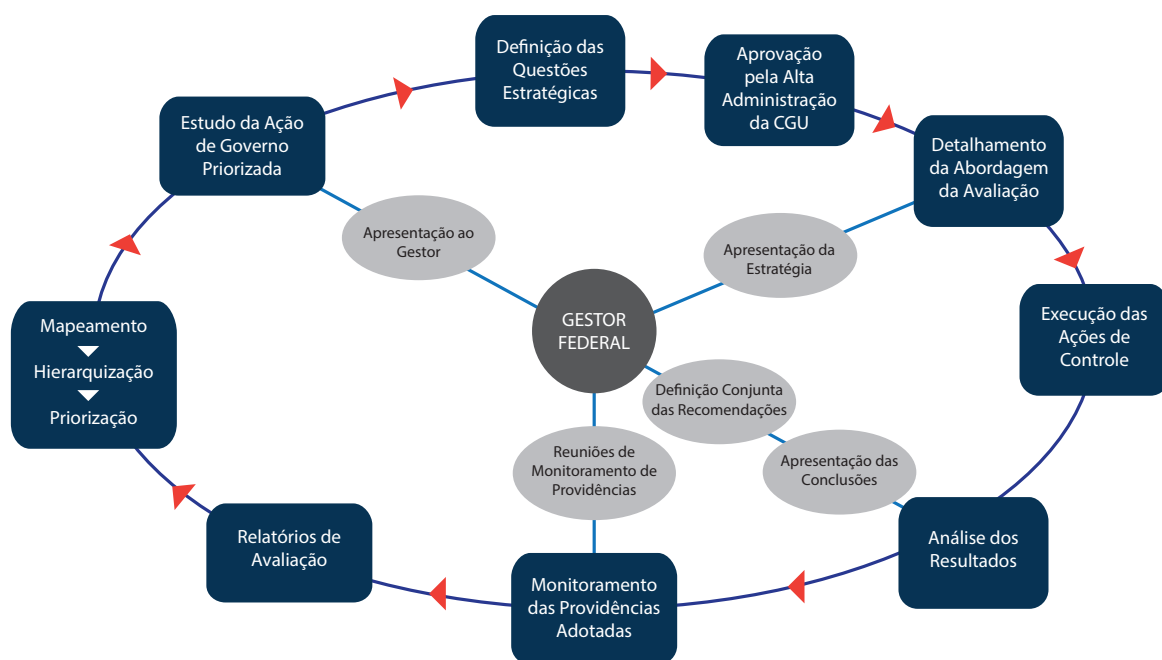 Definição das
Questões
Estratégicas
Aprovação
pela Alta
Administração
da CGU
Estudo da Ação
de Governo
Priorizada
Detalhamento
da Abordagem
da Avaliação
Apresentação ao
Gestor
Apresentação da
Estratégia
Mapeamento
Hierarquização
Priorização
GESTOR
FEDERAL
Execução das
Ações de
Controle
Definição Conjunta
das Recomendações
Reuniões de
Monitoramento de
Providências
Apresentação das
Conclusões
Relatórios de
Avaliação
Análise dos
Resultados
Monitoramento
das Providências
Adotadas